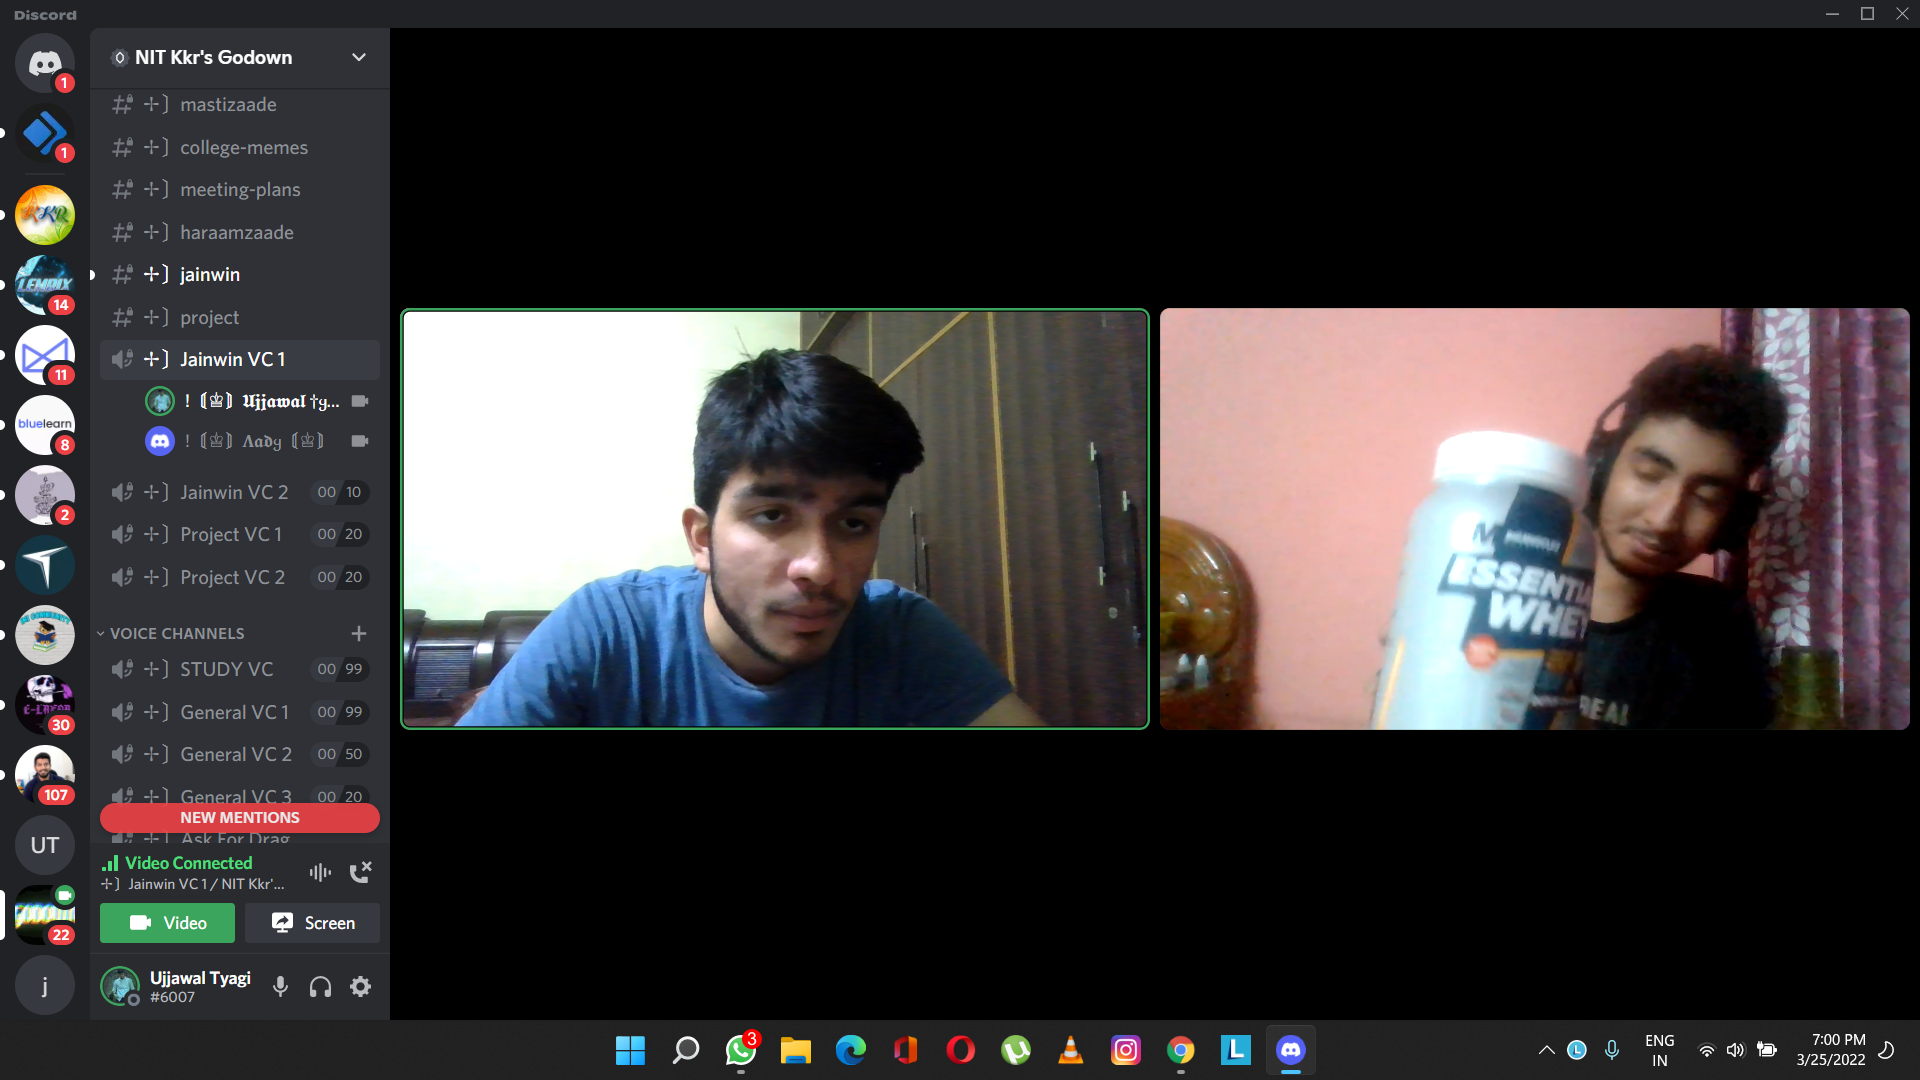 Discord
NIT Kkr's Godown
mastizaade
college-memes
meeting-plans
haraamzaade
jainwin
project
Jainwin VC 1
! 𝖀𝖏𝖏𝖆𝖜𝖆𝖑 †𝔶...
! 𝔏𝔞𝔡𝔶
Jainwin VC 2 00 10
Project VC 1 00 20
Project VC 2 00 20
VOICE CHANNELS
STUDY VC 00 99
General VC 1 00 99
General VC 2 00 50
General VC 3 00 20
NEW MENTIONS
Ask For Drag
Video Connected
Jainwin VC 1 / NIT Kkr'...
Video Screen
Ujjawal Tyagi
#6007
1
1
KKR
LEMPIX
14
11
bluelearn
8
2
30
107
UT
22
j
ESSENTIA
WHEY
REAL
3
L
ENG
IN
7:00 PM
3/25/2022